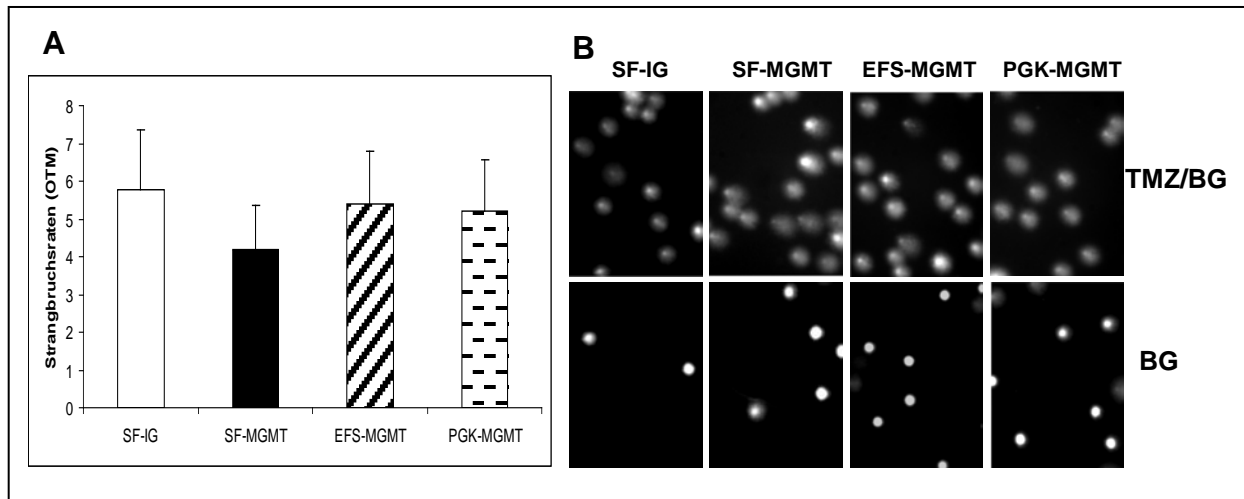 A
Strangbruchsraten (OTM)
8
7
6
5
4
3
2
1
0
SF-IG
SF-MGMT
EFS-MGMT
PGK-MGMT
B
SF-IG
SF-MGMT
EFS-MGMT
PGK-MGMT
TMZ/BG
BG